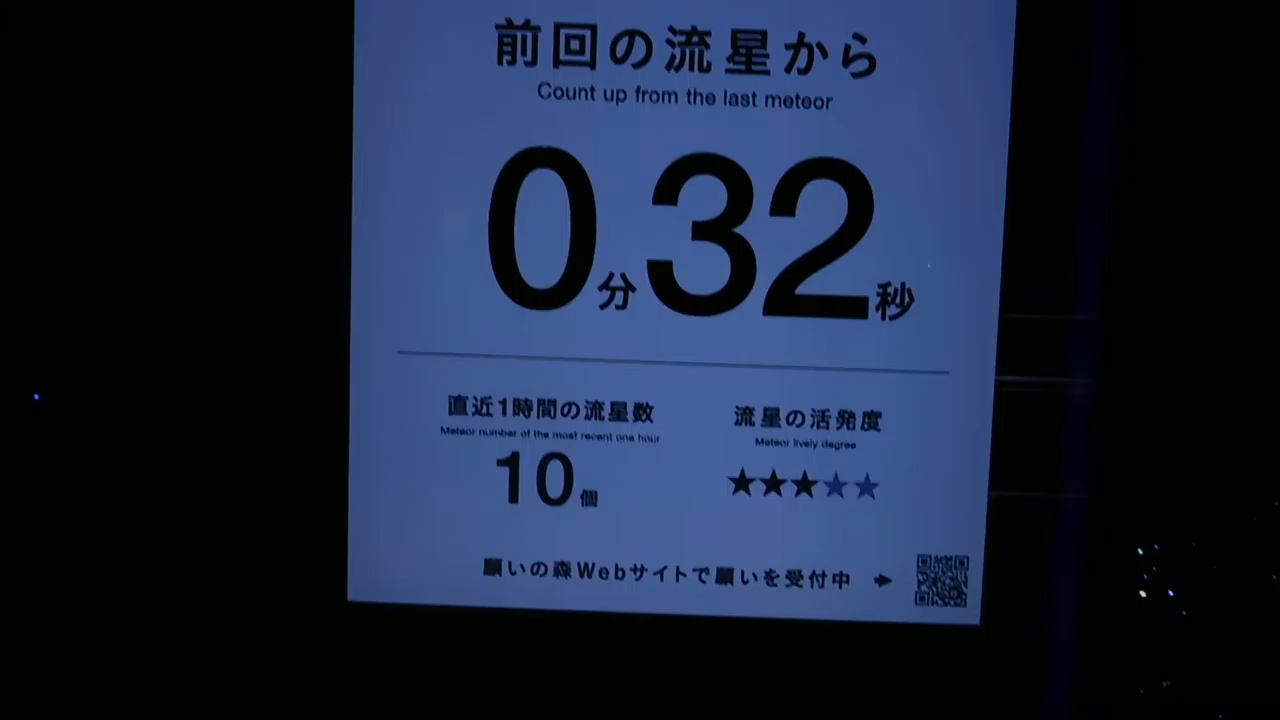 前回の流星から
Count up from the last meteor
0分32秒
直近1時間の流星数
Meteor number of the most recent one hour
10個
流星の活発度
Meteor lively degree
★★★★★
願いの森Webサイトで願いを受付中 ➡